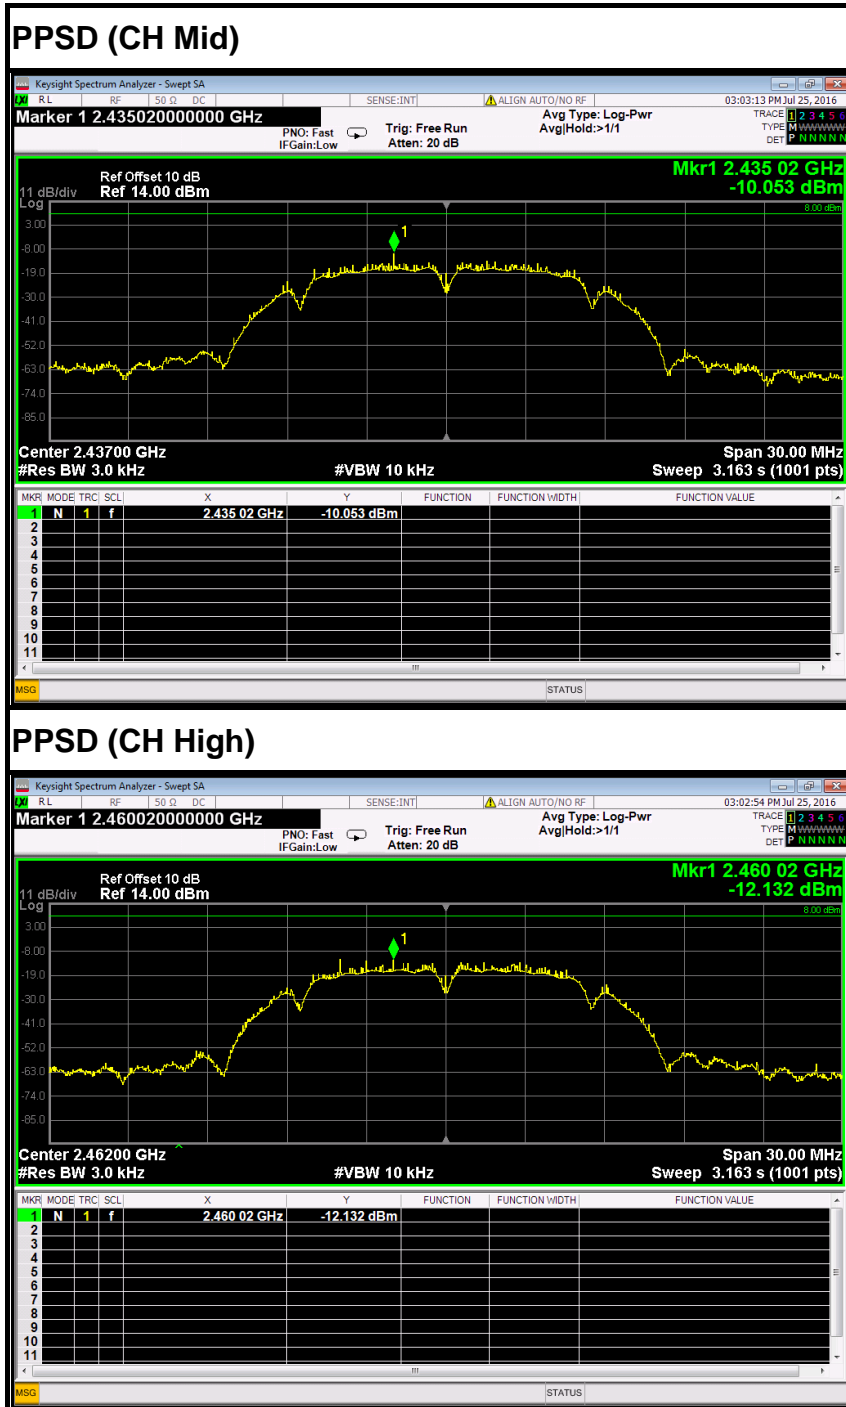 PPSD (CH Mid)
Keysight Spectrum Analyzer - Swept SA
LXI RL RF 50 Ω DC SENSE:INT ALIGN AUTO/NO RF 03:03:13 PM Jul 25, 2016
Marker 1 2.435020000000 GHz
PNO: Fast
IFGain:Low
Trig: Free Run
Atten: 20 dB
Avg Type: Log-Pwr
Avg|Hold:>1/1
TRACE 1 2 3 4 5 6
TYPE M WWWWW
DET P N N N N N
Mkr1 2.435 02 GHz
-10.053 dBm
Ref Offset 10 dB
11 dB/div Ref 14.00 dBm
Log
8.00 dBm
1
3.00
-8.00
-19.0
-30.0
-41.0
-52.0
-63.0
-74.0
-85.0
Center 2.43700 GHz Span 30.00 MHz
#Res BW 3.0 kHz #VBW 10 kHz Sweep 3.163 s (1001 pts)
MKR MODE TRC SCL X Y FUNCTION FUNCTION WIDTH FUNCTION VALUE
1 N 1 f 2.435 02 GHz -10.053 dBm
2
3
4
5
6
7
8
9
10
11
MSG STATUS
PPSD (CH High)
Keysight Spectrum Analyzer - Swept SA
LXI RL RF 50 Ω DC SENSE:INT ALIGN AUTO/NO RF 03:02:54 PM Jul 25, 2016
Marker 1 2.460020000000 GHz
PNO: Fast
IFGain:Low
Trig: Free Run
Atten: 20 dB
Avg Type: Log-Pwr
Avg|Hold:>1/1
TRACE 1 2 3 4 5 6
TYPE M WWWWW
DET P N N N N N
Mkr1 2.460 02 GHz
-12.132 dBm
Ref Offset 10 dB
11 dB/div Ref 14.00 dBm
Log
8.00 dBm
1
3.00
-8.00
-19.0
-30.0
-41.0
-52.0
-63.0
-74.0
-85.0
Center 2.46200 GHz Span 30.00 MHz
#Res BW 3.0 kHz #VBW 10 kHz Sweep 3.163 s (1001 pts)
MKR MODE TRC SCL X Y FUNCTION FUNCTION WIDTH FUNCTION VALUE
1 N 1 f 2.460 02 GHz -12.132 dBm
2
3
4
5
6
7
8
9
10
11
MSG STATUS